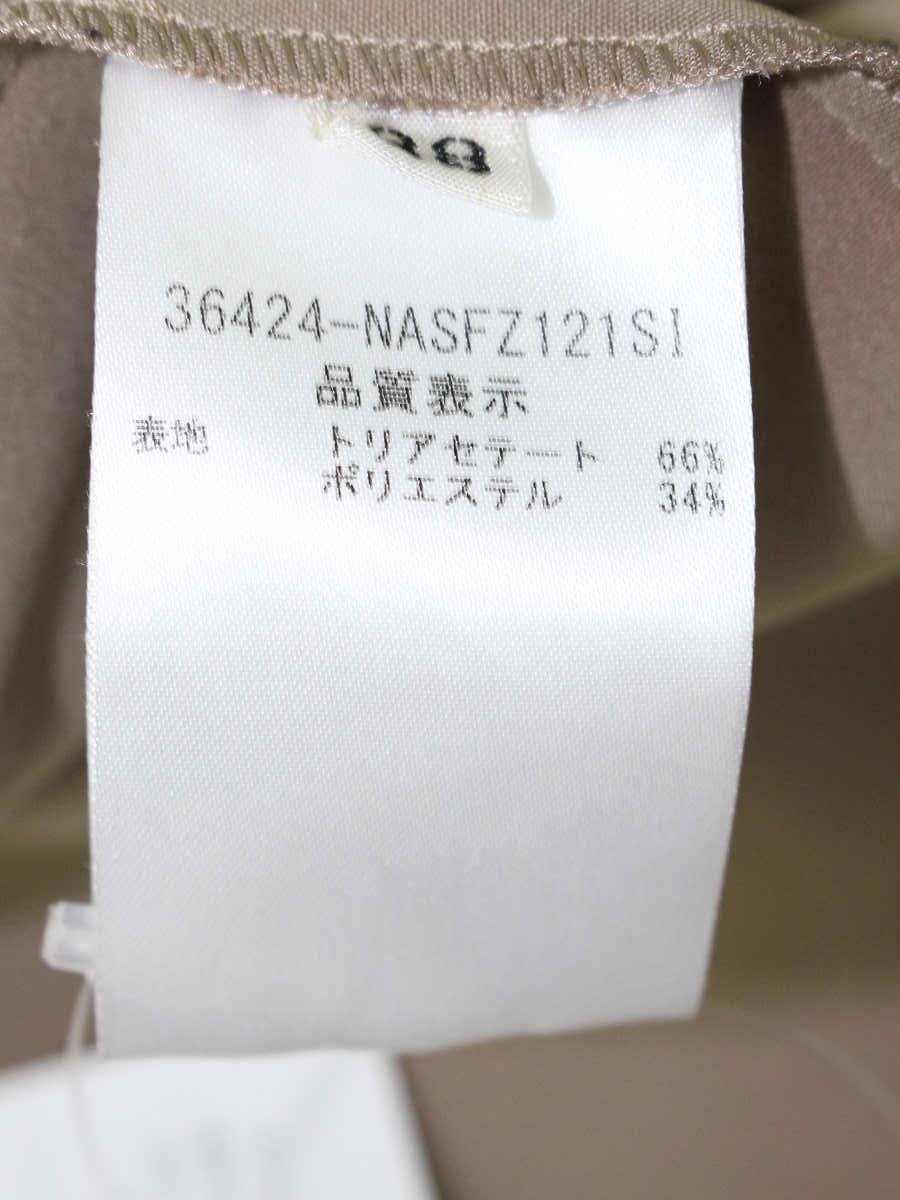 38
36424-NASFZ121SI
品質表示
表地 トリアセテート 66%
ポリエステル 34%